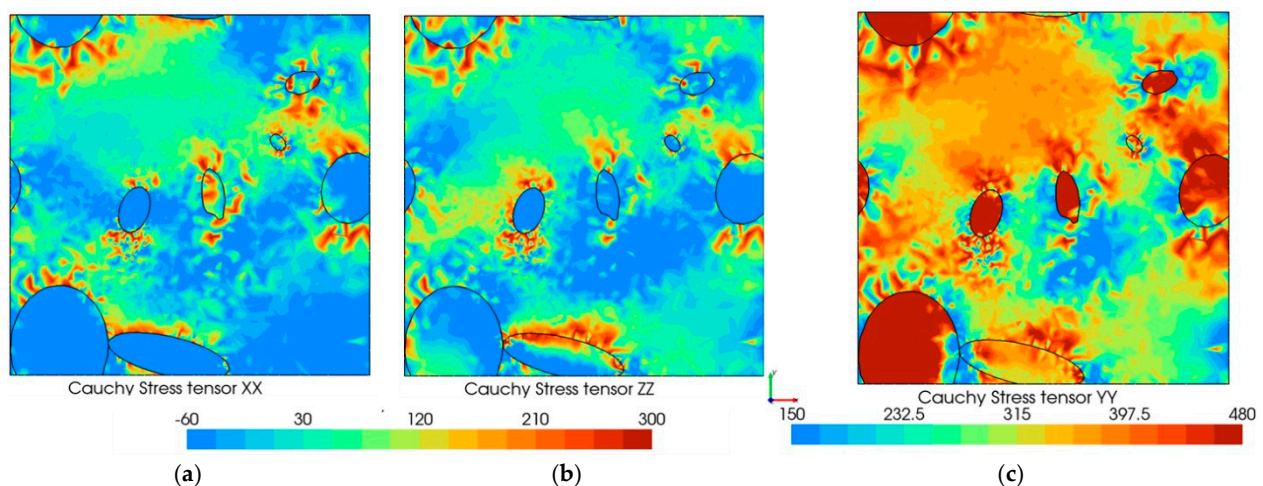 Cauchy Stress tensor XX
Cauchy Stress tensor ZZ
Cauchy Stress tensor YY
-60 30 120 210 300
150 232.5 315 397.5 480
(a) (b) (c)